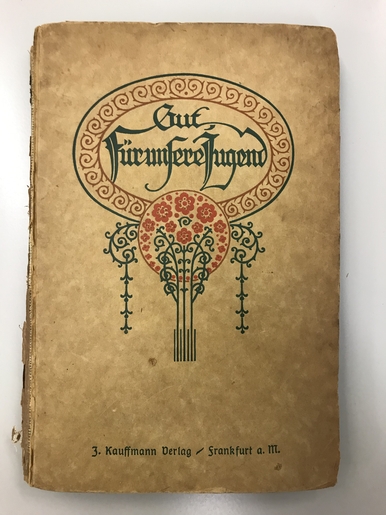 Gut
Für unsere Jugend
J. Kauffmann Verlag / Frankfurt a. M.